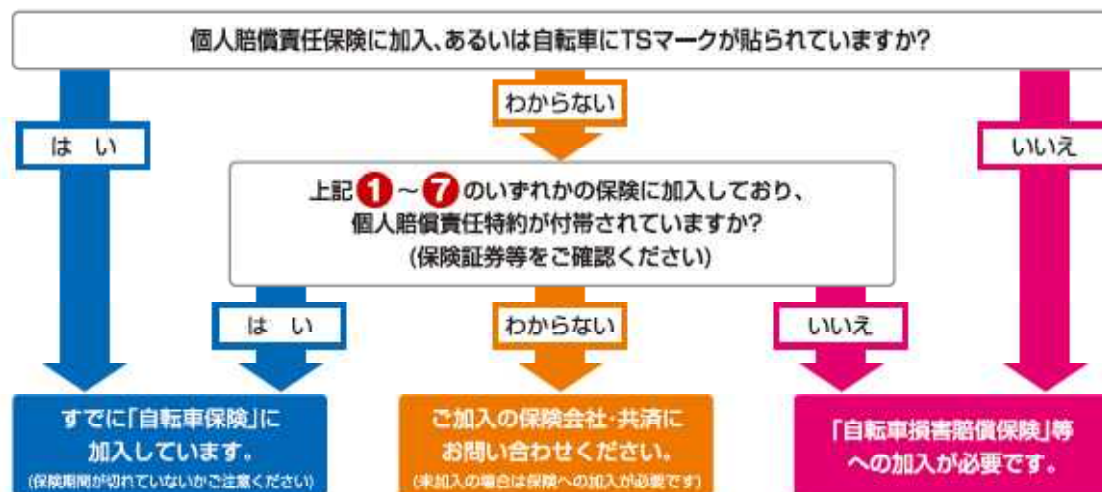 個人賠償責任保険に加入、あるいは自転車にTSマークが貼られていますか?
わからない
はい
いいえ
上記1~7のいずれかの保険に加入しており、
個人賠償責任特約が付帯されていますか?
(保険証券等をご確認ください)
はい
わからない
いいえ
すでに「自転車保険」に
加入しています。
(保険期間が切れていないかご注意ください)
ご加入の保険会社・共済に
お問い合わせください。
(未加入の場合は保険への加入が必要です)
「自転車損害賠償保険」等
への加入が必要です。